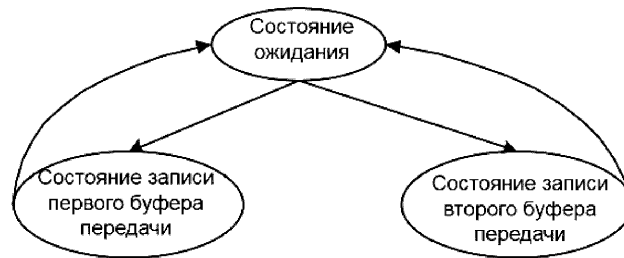 Состояние
ожидания
Состояние записи
первого буфера
передачи
Состояние записи
второго буфера
передачи